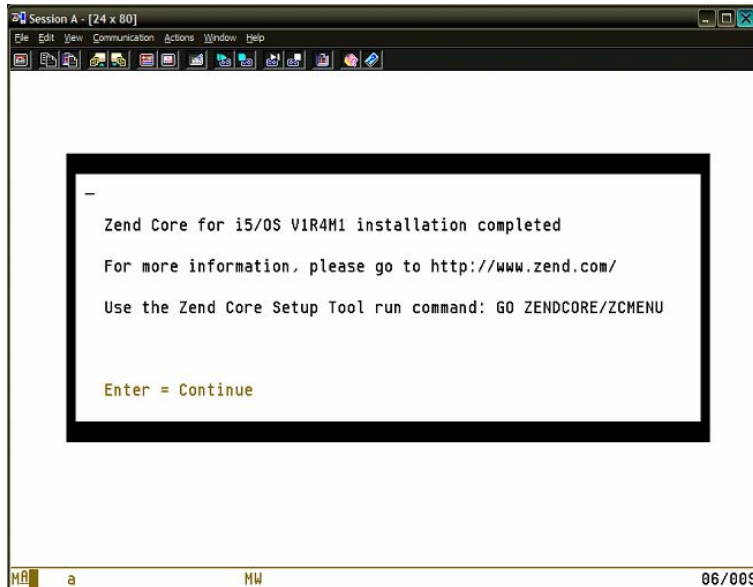 Session A - [24 x 80]
File Edit View Communication Actions Window Help
Zend Core for i5/OS V1R4M1 installation completed
For more information, please go to http://www.zend.com/
Use the Zend Core Setup Tool run command: GO ZENDCORE/ZCMENU
Enter = Continue
MA a MW 06/009